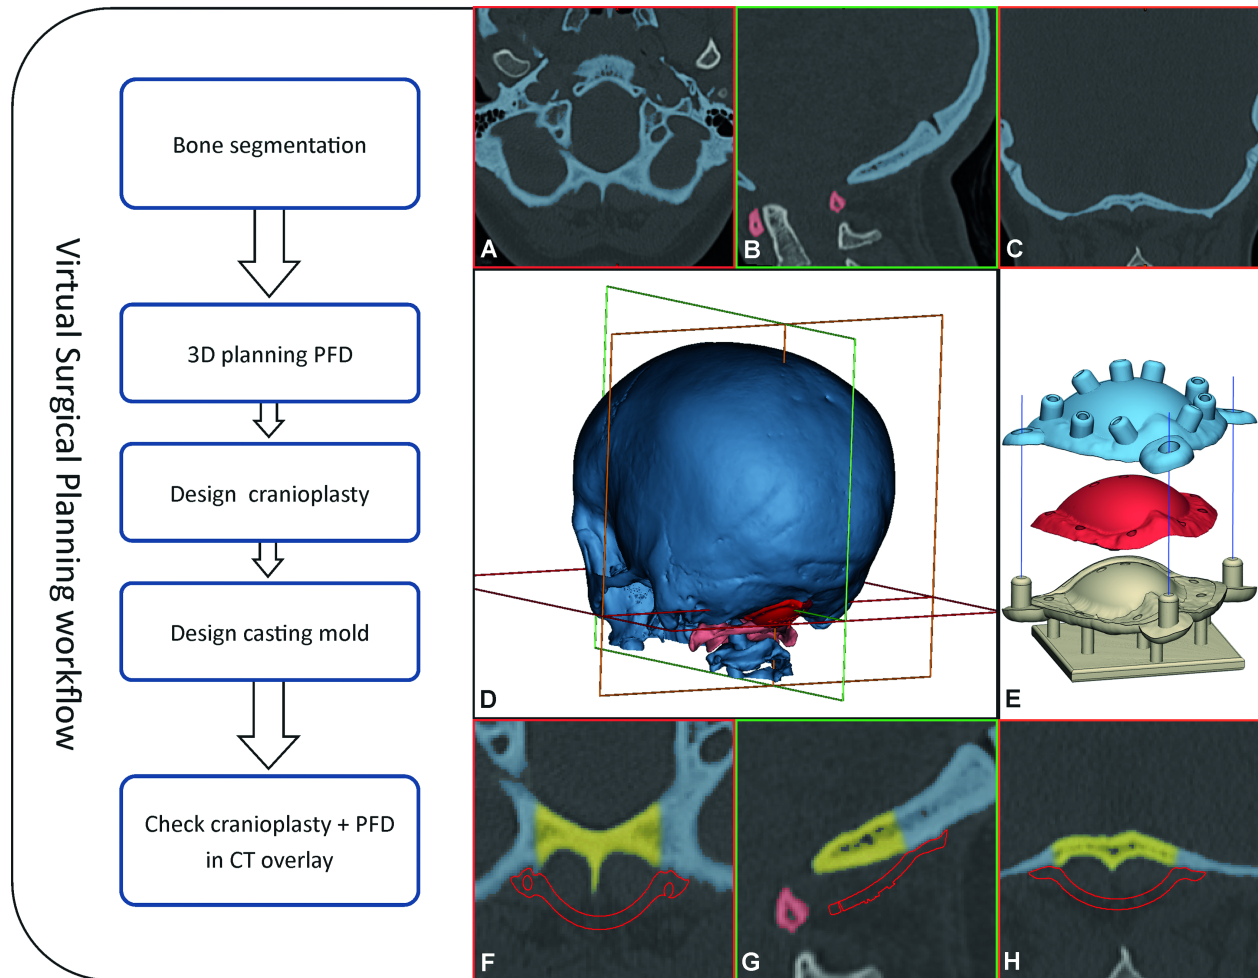 Virtual Surgical Planning workflow
Bone segmentation
3D planning PFD
Design cranioplasty
Design casting mold
Check cranioplasty + PFD
in CT overlay
A
B
C
D
E
F
G
H